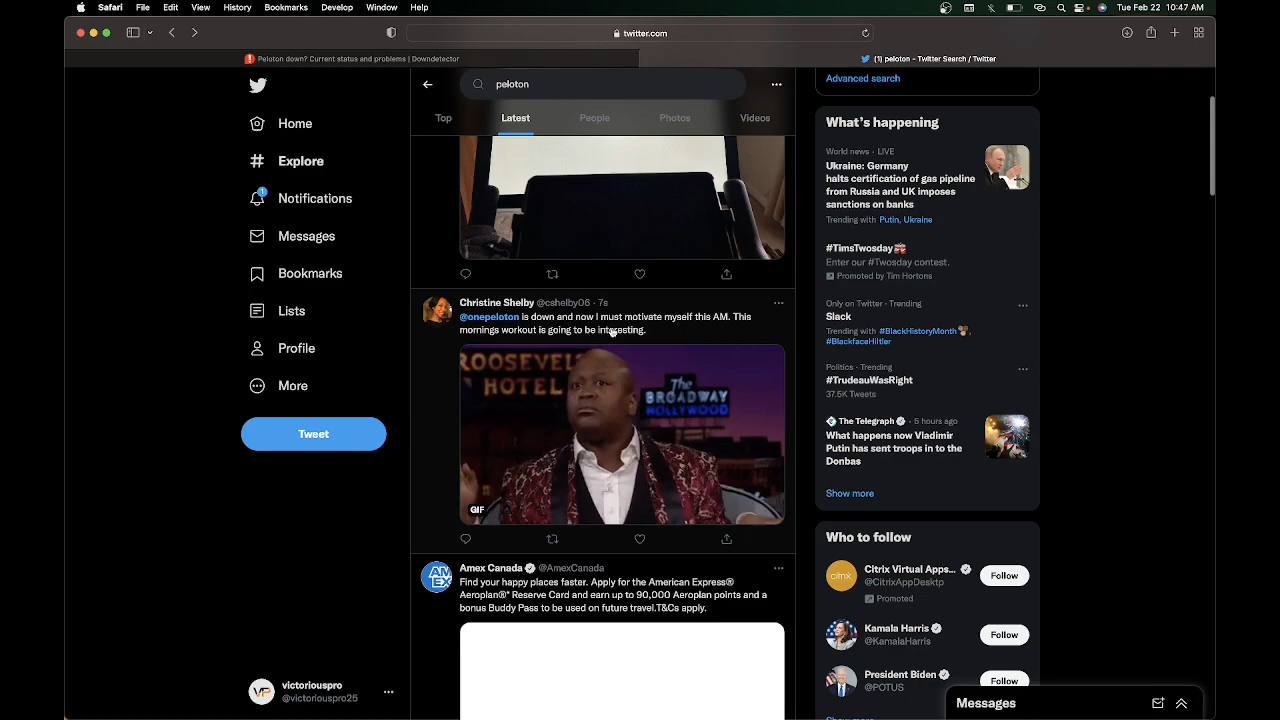 Safari File Edit View History Bookmarks Develop Window Help Tue Feb 22 10:47 AM
twitter.com
Peloton down? Current status and problems | Downdetector
(1) peloton - Twitter Search / Twitter
peloton
Top Latest People Photos Videos
Home
Explore
1
Notifications
Messages
Bookmarks
Lists
Profile
More
Tweet
victoriouspro
@victoriouspro25
Christine Shelby @cshelby06 · 7s
@onepeloton is down and now I must motivate myself this AM. This
mornings workout is going to be interesting.
ROOSEVEL
HOTEL
The
BROADWAY
HOLLYWOOD
GIF
AM
EX
Amex Canada @AmexCanada
Find your happy places faster. Apply for the American Express®
Aeroplan®* Reserve Card and earn up to 90,000 Aeroplan points and a
bonus Buddy Pass to be used on future travel.T&Cs apply.
Advanced search
What's happening
World news · LIVE
Ukraine: Germany
halts certification of gas pipeline
from Russia and UK imposes
sanctions on banks
Trending with Putin, Ukraine
#TimsTwosday
Enter our #Twosday contest.
Promoted by Tim Hortons
Only on Twitter · Trending
Slack
Trending with #BlackHistoryMonth,
#BlackfaceHitler
Politics · Trending
#TrudeauWasRight
37.5K Tweets
The Telegraph · 5 hours ago
What happens now Vladimir
Putin has sent troops in to the
Donbas
Show more
Who to follow
citrix
Citrix Virtual Apps...
@CitrixAppDesktp
Promoted
Follow
Kamala Harris
@KamalaHarris
Follow
President Biden
@POTUS
Follow
Show more
Messages